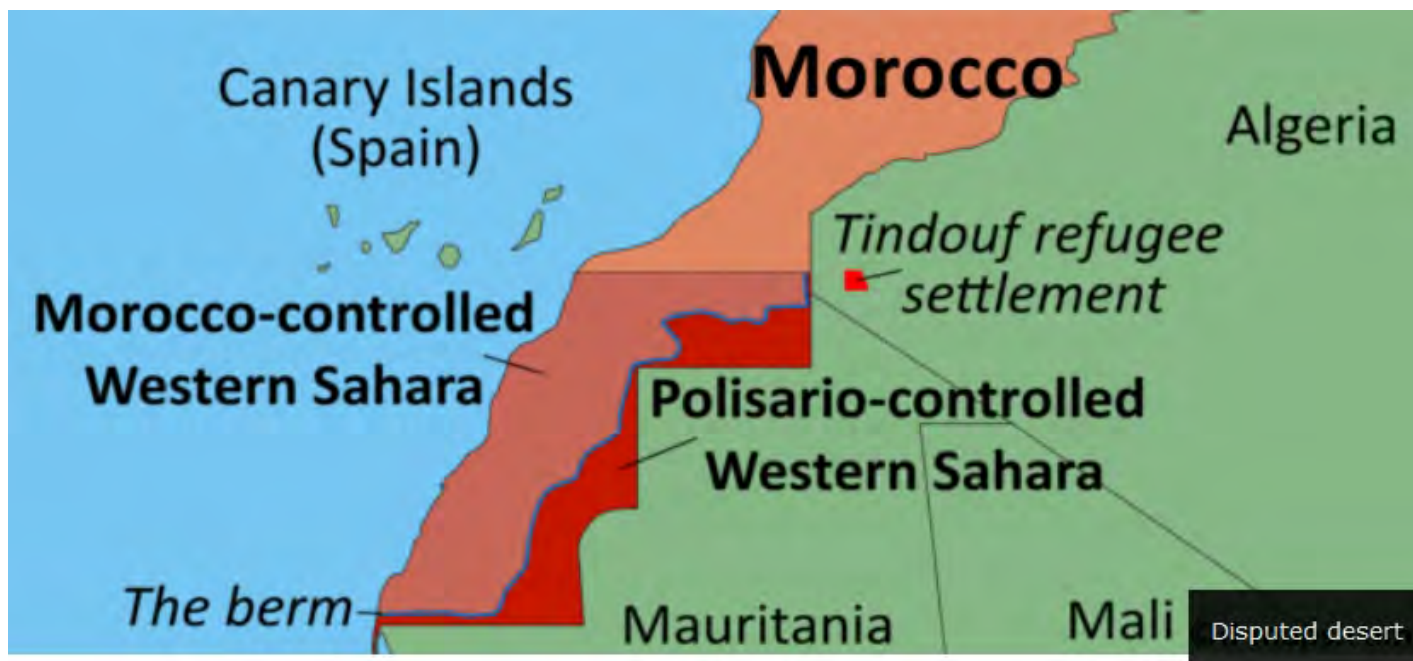 Morocco
Canary Islands
(Spain)
Algeria
Tindouf refugee
settlement
Morocco-controlled
Western Sahara
Polisario-controlled
Western Sahara
The berm
Mauritania
Mali
Disputed desert